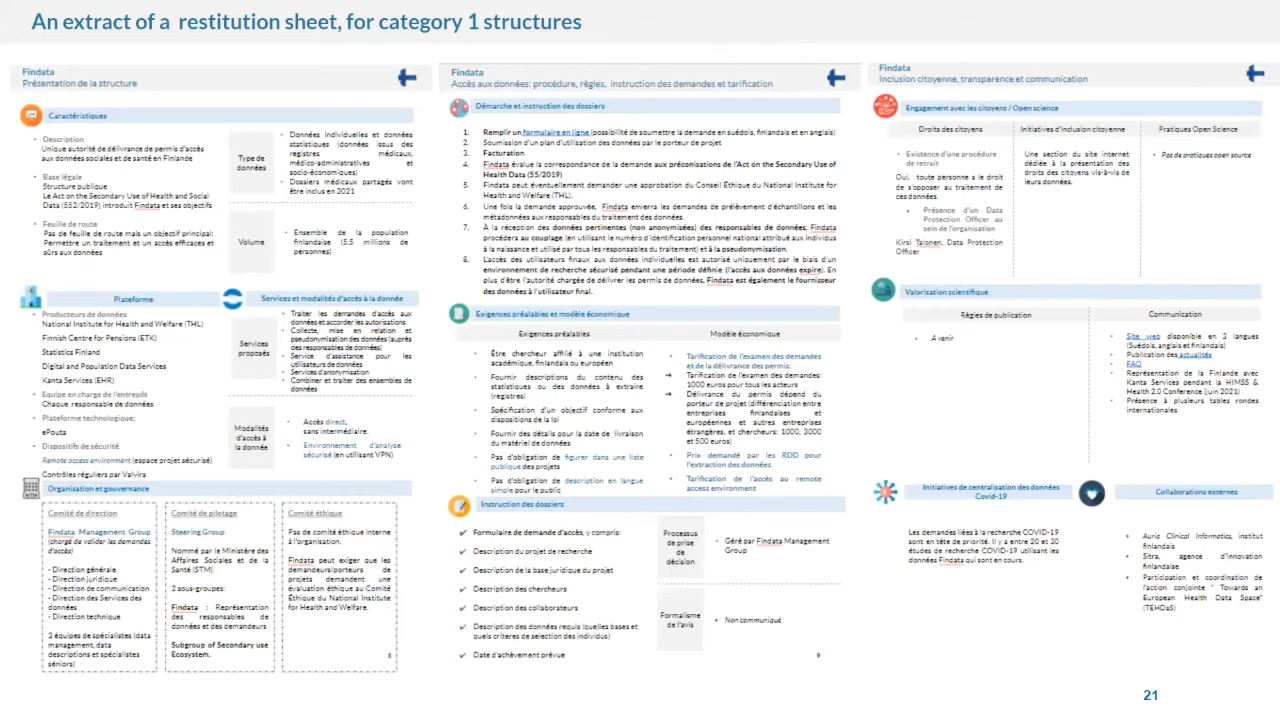 An extract of a restitution sheet, for category 1 structures
Findata
Présentation de la structure
Caractéristiques
• Description
Unique autorité de délivrance de permis d'accès
aux données sociales et de santé en Finlande
• Base légale
Structure publique
Le Act on the Secondary Use of Health and Social
Data (552/2019) introduit Findata et ses objectifs
• Feuille de route
Pas de feuille de route mais un objectif principal:
Permettre un traitement et un accès efficaces et
sûrs aux données
Type de
données
• Données individuelles et données
statistiques (données issus des
registres médicaux,
médico-administratives et
socio-économiques)
• Dossiers médicaux partagés vont
être inclus en 2021
Volume
• Ensemble de la population
finlandaise (5.5 millions de
personnes)
Plateforme
• Producteurs de données
National Institute for Health and Welfare (THL)
Finnish Centre for Pensions (ETK)
Statistics Finland
Digital and Population Data Services
Kanta Services (EHR)
• Equipe en charge de l'entrepôt
Chaque responsable de données
• Plateforme technologique:
ePouta
• Dispositifs de sécurité
Remote access environment (espace projet sécurisé)
Contrôles réguliers par Valvira
Services et modalités d'accès à la donnée
Services
proposés
• Traiter les demandes d'accès aux
données et accorder les autorisations
• Collecte, mise en relation et
pseudonymisation des données (auprès
des responsables de données)
• Service d'assistance pour les
utilisateurs de données
• Services d'anonymisation
• Combiner et traiter des ensembles de
données
Modalités
d'accès à
la donnée
• Accès direct,
sans intermédiaire.
• Environnement d'analyse
sécurisé (en utilisant VPN)
Organisation et gouvernance
Comité de direction
Findata Management Group
(chargé de valider les demandes
d'accès)
- Direction générale
- Direction juridique
- Direction de communication
- Direction des Services des
données
- Direction technique
3 équipes de spécialistes (data
management, data
descriptions et spécialistes
séniors)
Comité de pilotage
Steering Group
Nommé par le Ministère des
Affaires Sociales et de la
Santé (STM)
2 sous-groupes:
Findata : Représentation
des responsables de
données et des demandeurs
Subgroup of Secondary use
Ecosystem.
Comité éthique
Pas de comité éthique interne
à l'organisation.
Findata peut exiger que les
demandeurs/porteurs de
projets demandent une
évaluation éthique au Comité
Éthique du National Institute
for Health and Welfare.
8
Findata
Accès aux données: procédure, règles, instruction des demandes et tarification
Démarche et instruction des dossiers
1. Remplir un formulaire en ligne (possibilité de soumettre la demande en suédois, finlandais et en anglais)
2. Soumission d'un plan d'utilisation des données par le porteur de projet
3. Facturation
4. Findata évalue la correspondance de la demande aux préconisations de l'Act on the Secondary Use of
Health Data (55/2019)
5. Findata peut éventuellement demander une approbation du Conseil Éthique du National Institute for
Health and Welfare (THL).
6. Une fois la demande approuvée, Findata enverra les demandes de prélèvement d'échantillons et les
métadonnées aux responsables du traitement des données.
7. À la réception des données pertinentes (non anonymisées) des responsables de données, Findata
procédera au couplage (en utilisant le numéro d'identification personnel national attribué aux individus
à la naissance et utilisé par tous les responsables du traitement) et à la pseudonymisation.
8. L'accès des utilisateurs finaux aux données individuelles est autorisé uniquement par le biais d'un
environnement de recherche sécurisé pendant une période définie (l'accès aux données expire). En
plus d'être l'autorité chargée de délivrer les permis de données, Findata est également le fournisseur
des données à l'utilisateur final.
Exigences préalables et modèle économique
Exigences préalables
• Être chercheur affilié à une institution
académique, finlandais ou européen
• Fournir descriptions du contenu des
statistiques ou des données à extraire
(registres)
• Spécification d'un objectif conforme aux
dispositions de la loi
• Fournir des détails pour la date de livraison
du matériel de données
• Pas d'obligation de figurer dans une liste
publique des projets
• Pas d'obligation de description en langue
simple pour le public
Modèle économique
• Tarification de l'examen des demandes
et de la délivrance des permis:
➔ Tarification de l'examen des demandes:
1000 euros pour tous les acteurs
➔ Délivrance du permis dépend du
porteur de projet (différenciation entre
entreprises finlandaises et
européennes et autres entreprises
étrangères, et chercheurs: 1000, 3000
et 500 euros)
• Prix demandé par les RDD pour
l'extraction des données
• Tarification de l'accès au remote
access environment
Instruction des dossiers
✔ Formulaire de demande d'accès, y compris:
✔ Description du projet de recherche
✔ Description de la base juridique du projet
✔ Description des chercheurs
✔ Description des collaborateurs
✔ Description des données requis (quelles bases et
quels criteres de selection des individus)
✔ Date d'achèvement prévue
Processus
de prise
de
décision
• Géré par Findata Management
Group
Formalisme
de l'avis
• Non communiqué
9
Findata
Inclusion citoyenne, transparence et communication
Engagement avec les citoyens / Open science
Droits des citoyens
• Existence d'une procédure
de retrait
Oui, toute personne a le droit
de s'opposer au traitement de
ces données.
• Présence d'un Data
Protection Officer au
sein de l'organisation
Kirsi Talonen, Data Protection
Officer
Initiatives d'inclusion citoyenne
Une section du site internet
dédiée à la présentation des
droits des citoyens vis-à-vis de
leurs données.
Pratiques Open Science
• Pas de pratiques open source
Valorisation scientifique
Règles de publication
• A venir
Communication
• Site web disponible en 3 langues
(Suédois, anglais et finlandais)
• Publication des actualités
• FAQ
• Représentation de la Finlande avec
Kanta Services pendant la HIMSS &
Health 2.0 Conference (juin 2021)
• Présence à plusieurs tables rondes
internationales
Initiatives de centralisation des données
Covid-19
Les demandes liées à la recherche COVID-19
sont en tête de priorité. Il y a entre 20 et 30
études de recherche COVID-19 utilisant les
données Findata qui sont en cours.
Collaborations externes
• Auria Clinical Informatics, institut
finlandais
• Sitra, agence d'innovation
finlandaise
• Participation et coordination de
l'action conjointe " Towards an
European Health Data Space"
(TEHDaS)
21